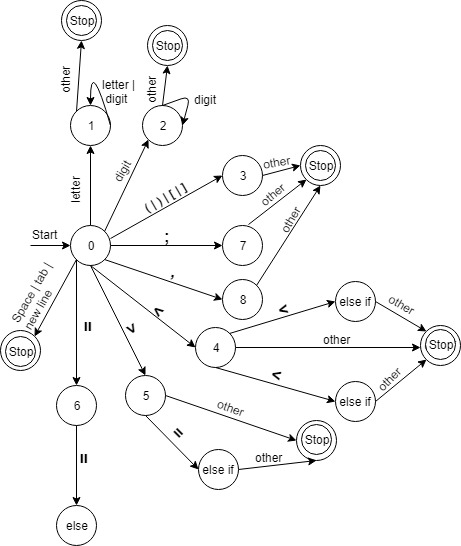 Stop
Stop
other
other
letter |
digit
digit
1
2
letter
digit
(|)|[|]
3
other
Stop
Start
0
;
7
other
,
8
other
Space | tab |
new line
Stop
=
>
<
4
<
else if
other
other
Stop
<
else if
other
6
5
other
Stop
=
else if
other
=
else